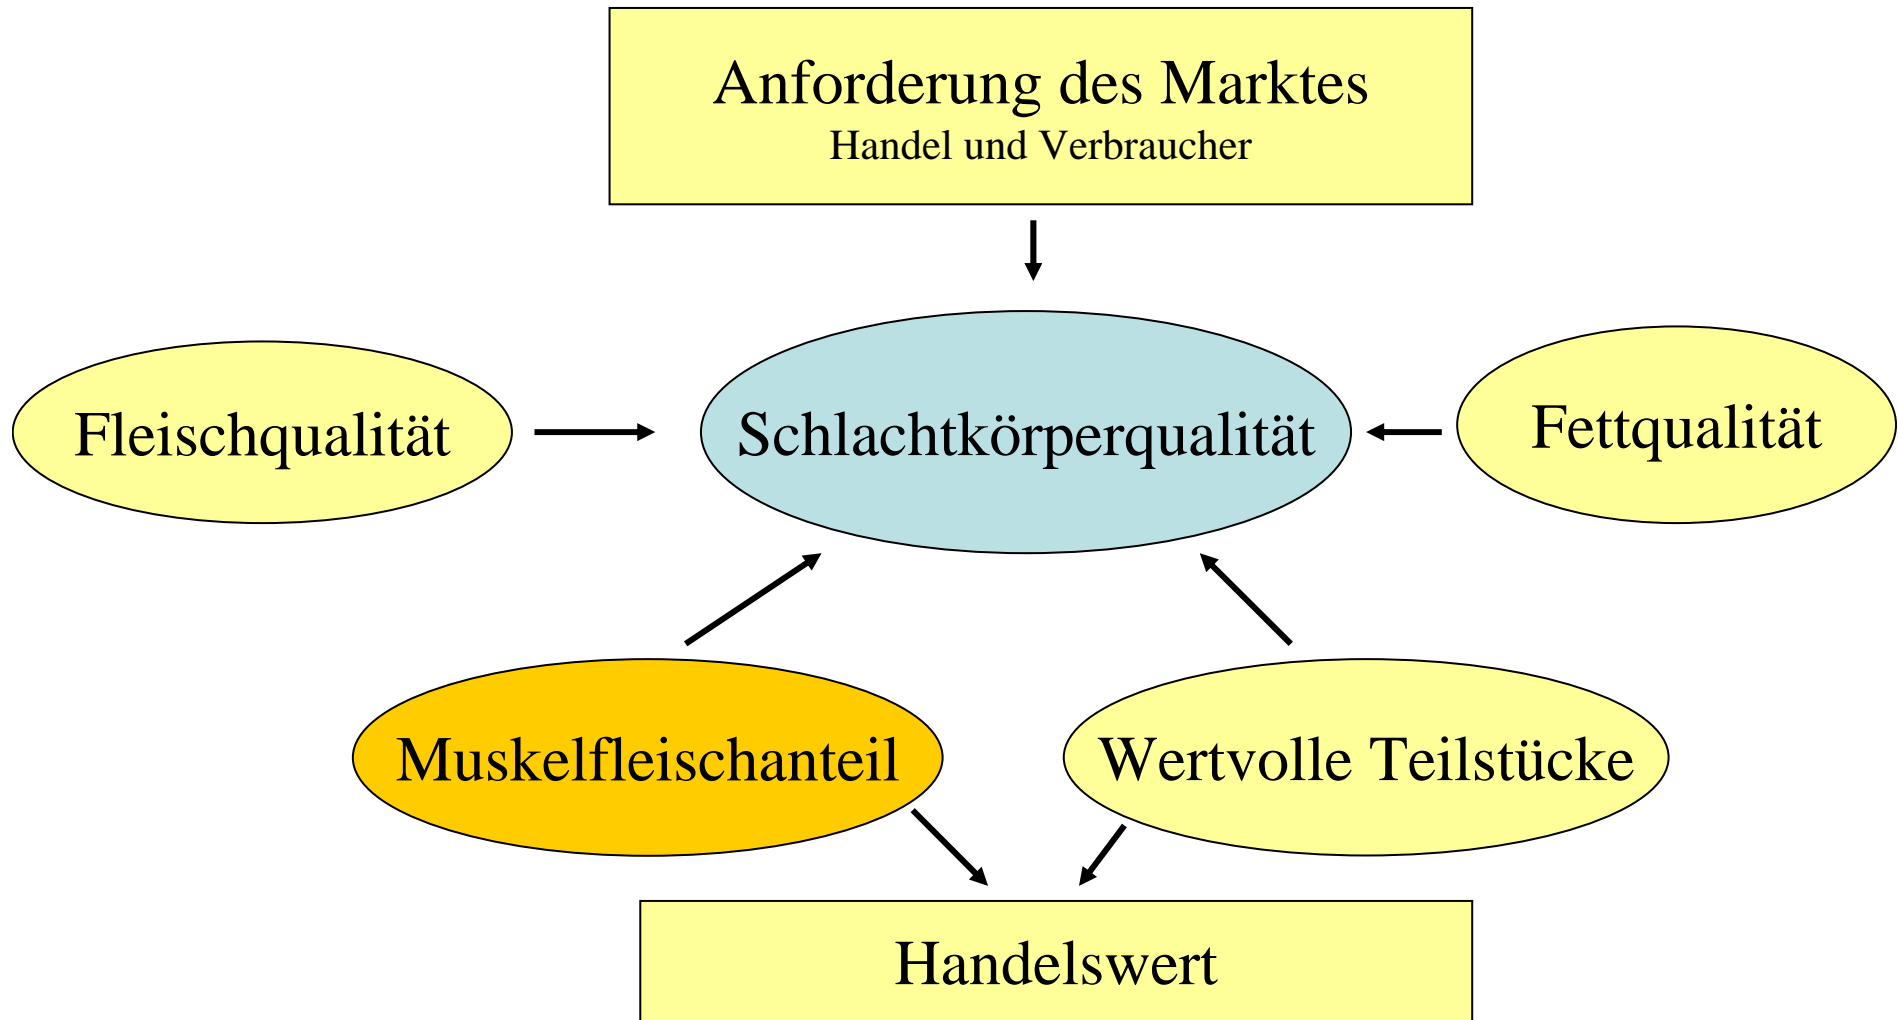 Anforderung des Marktes
Handel und Verbraucher
Fleischqualität
Schlachtkörperqualität
Fettqualität
Muskelfleischanteil
Wertvolle Teilstücke
Handelswert